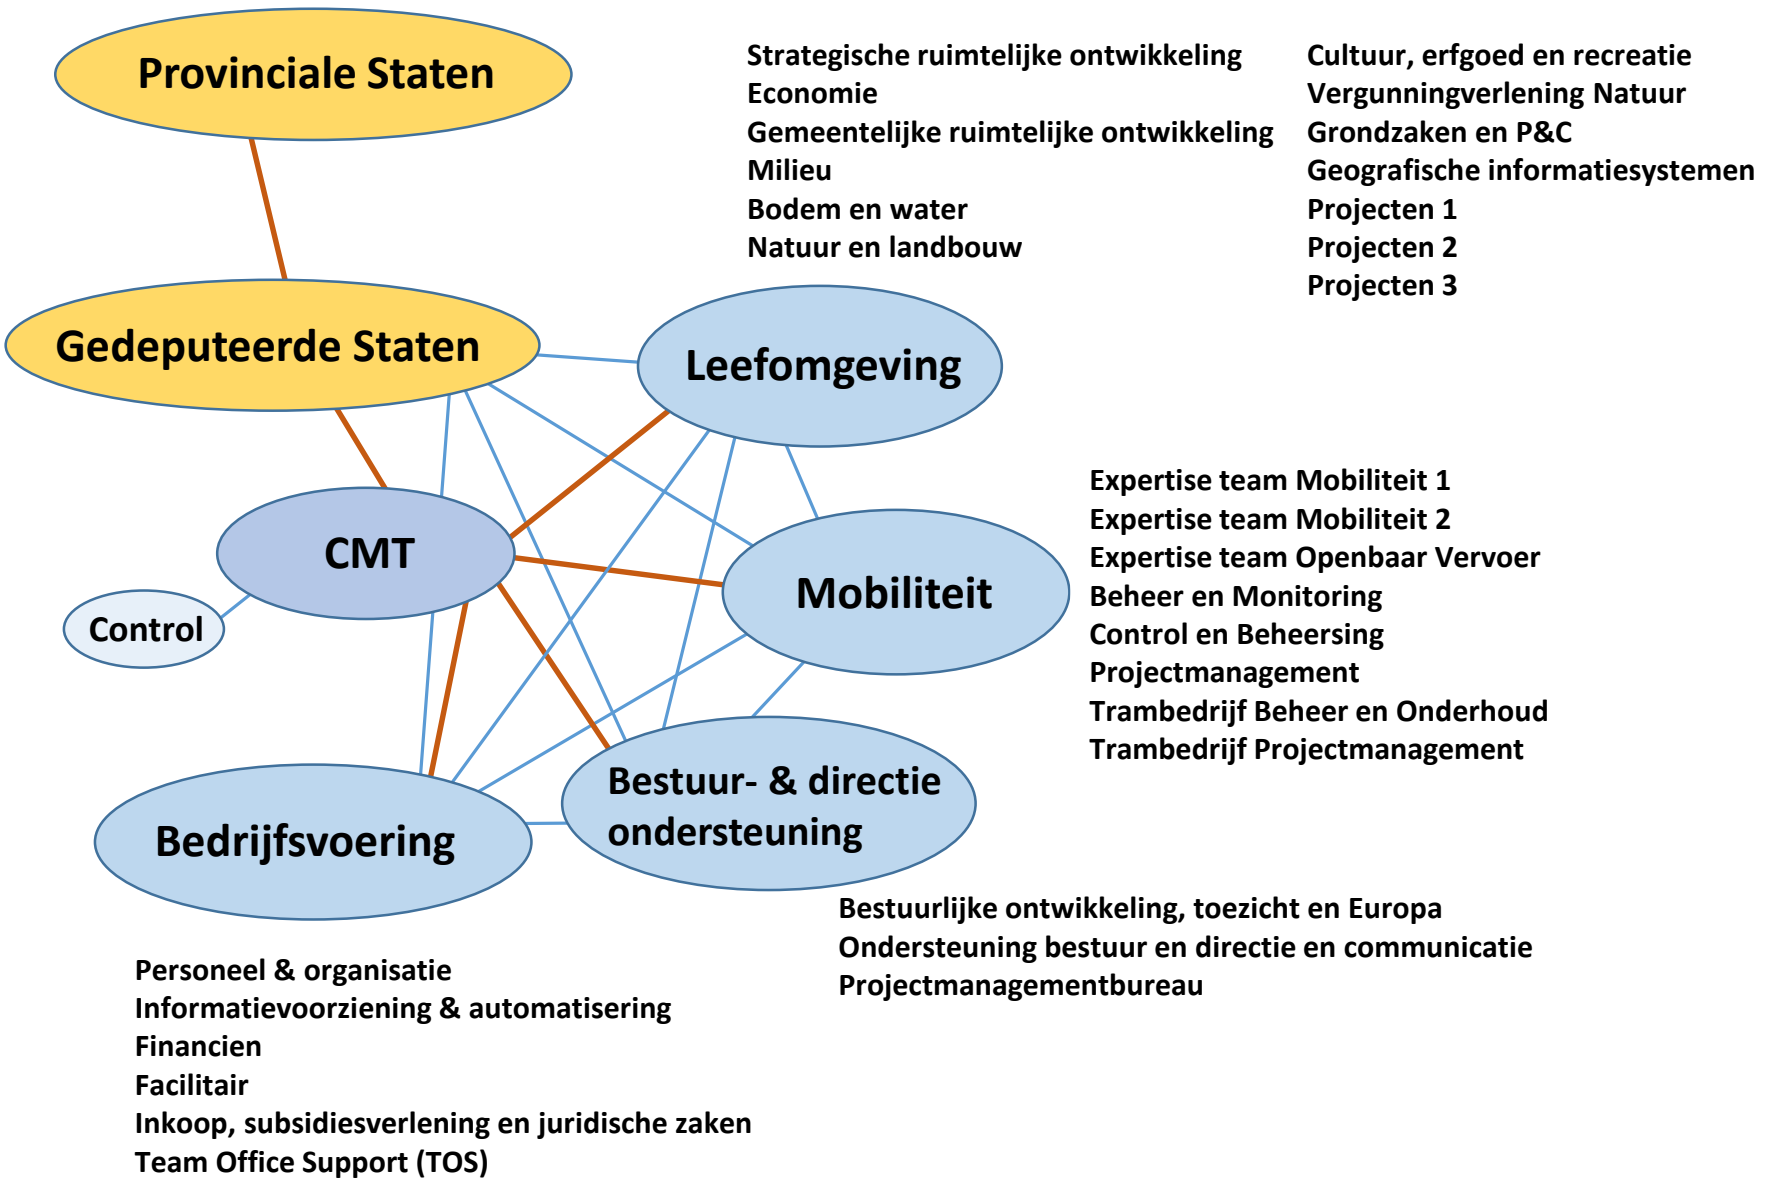 Provinciale Staten
Strategische ruimtelijke ontwikkeling
Economie
Gemeentelijke ruimtelijke ontwikkeling
Milieu
Bodem en water
Natuur en landbouw
Cultuur, erfgoed en recreatie
Vergunningverlening Natuur
Grondzaken en P&C
Geografische informatiesystemen
Projecten 1
Projecten 2
Projecten 3
Gedeputeerde Staten
Leefomgeving
CMT
Control
Mobiliteit
Expertise team Mobiliteit 1
Expertise team Mobiliteit 2
Expertise team Openbaar Vervoer
Beheer en Monitoring
Control en Beheersing
Projectmanagement
Trambedrijf Beheer en Onderhoud
Trambedrijf Projectmanagement
Bedrijfsvoering
Bestuur- & directie
ondersteuning
Bestuurlijke ontwikkeling, toezicht en Europa
Ondersteuning bestuur en directie en communicatie
Projectmanagementbureau
Personeel & organisatie
Informatievoorziening & automatisering
Financien
Facilitair
Inkoop, subsidiesverlening en juridische zaken
Team Office Support (TOS)